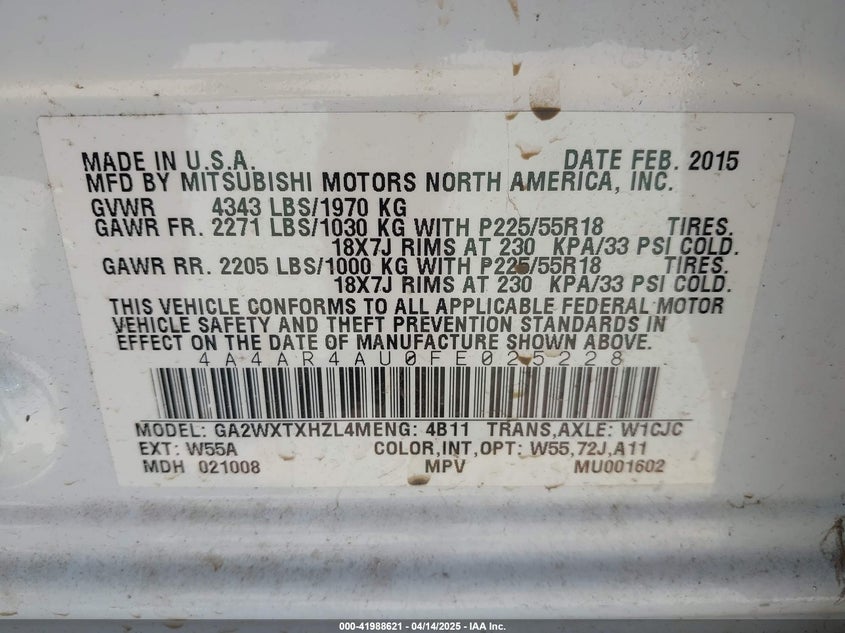 MADE IN U.S.A. DATE FEB. 2015
MFD BY MITSUBISHI MOTORS NORTH AMERICA, INC.
GVWR 4343 LBS/1970 KG
GAWR FR. 2271 LBS/1030 KG WITH P225/55R18 TIRES.
18X7J RIMS AT 230 KPA/33 PSI COLD.
GAWR RR. 2205 LBS/1000 KG WITH P225/55R18 TIRES.
18X7J RIMS AT 230 KPA/33 PSI COLD.
THIS VEHICLE CONFORMS TO ALL APPLICABLE FEDERAL MOTOR
VEHICLE SAFETY AND THEFT PREVENTION STANDARDS IN
EFFECT ON THE DATE OF MANUFACTURE SHOWN ABOVE.
4A4AR4AU0FE025228
MODEL: GA2WXTXHZL4MENG: 4B11 TRANS,AXLE: W1CJC
EXT: W55A COLOR,INT,OPT: W55,72J,A11
MDH 021008 MPV MU001602
000-41988621 - 04/14/2025 - IAA Inc.